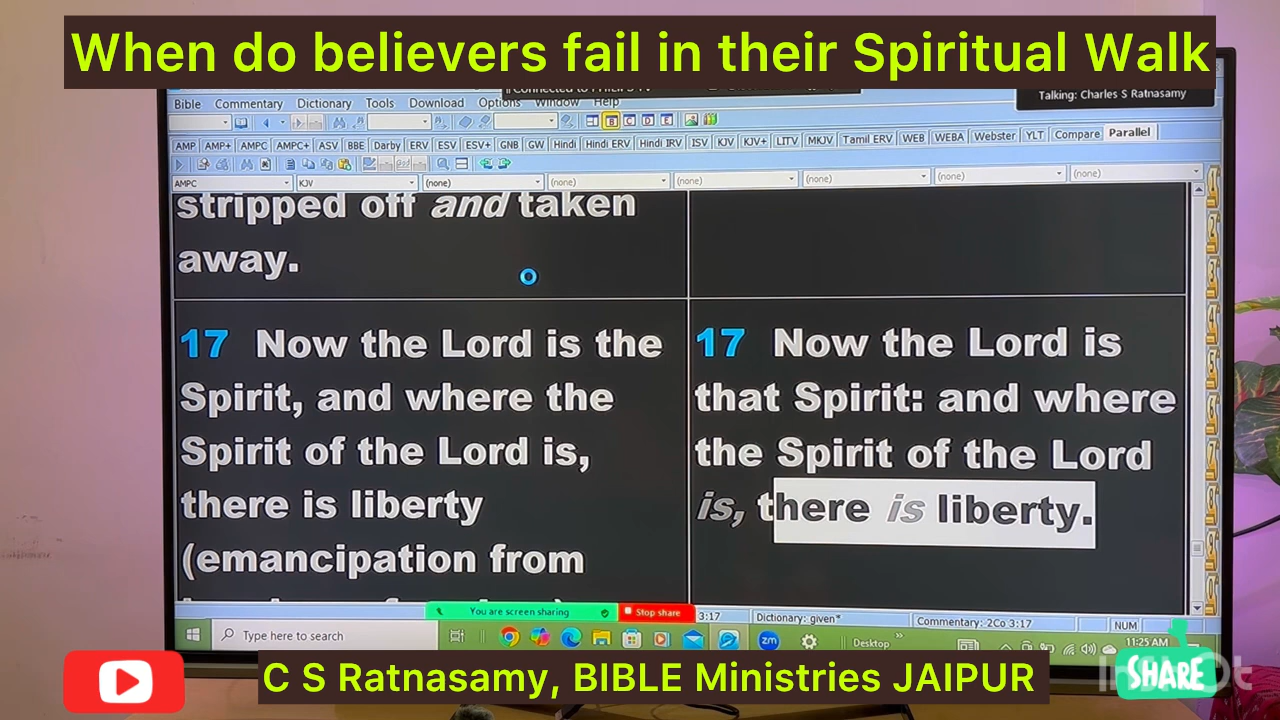 When do believers fail in their Spiritual Walk
Talking: Charles S Ratnasamy
Bible Commentary Dictionary Tools Download Options Window Help
AMP AMP+ AMPC AMPC+ ASV BBE Darby ERV ESV ESV+ GNB GW Hindi Hindi ERV Hindi IRV ISV KJV KJV+ LITV MKJV Tamil ERV WEB WEBA Webster YLT Compare Parallel
AMPC KJV (none) (none) (none) (none) (none) (none)
stripped off and taken
away.
17 Now the Lord is the
Spirit, and where the
Spirit of the Lord is,
there is liberty
(emancipation from
17 Now the Lord is
that Spirit: and where
the Spirit of the Lord
is, there is liberty.
You are screen sharing Stop share
3:17 Dictionary: given* Commentary: 2Co 3:17 NUM
Type here to search zm Desktop 11:25 AM
C S Ratnasamy, BIBLE Ministries JAIPUR
SHARE